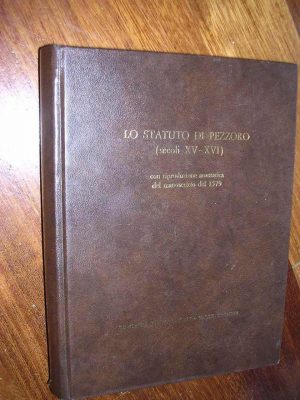 LO STATUTO DI PEZZORO
(secoli XV-XVI)
con riproduzione anastatica
del manoscritto del 1579